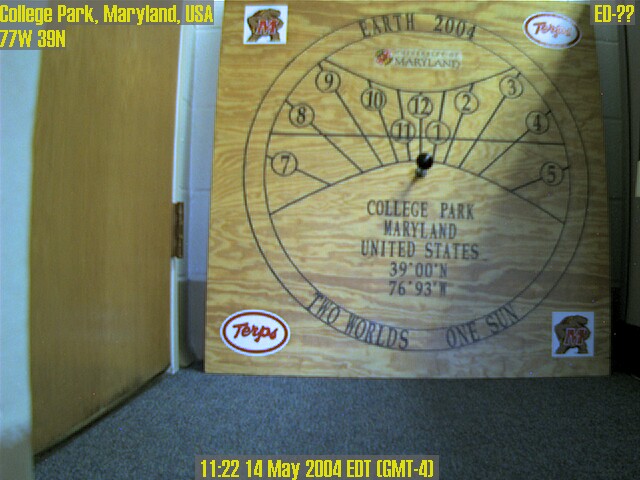 College Park, Maryland, USA
77W 39N
ED-??
EARTH 2004
Terps
M
UNIVERSITY OF
MARYLAND
9
10
12
2
3
8
11
1
4
7
5
COLLEGE PARK
MARYLAND
UNITED STATES
39°00'N
76°93'W
TWO WORLDS ONE SUN
Terps
M
11:22 14 May 2004 EDT (GMT-4)